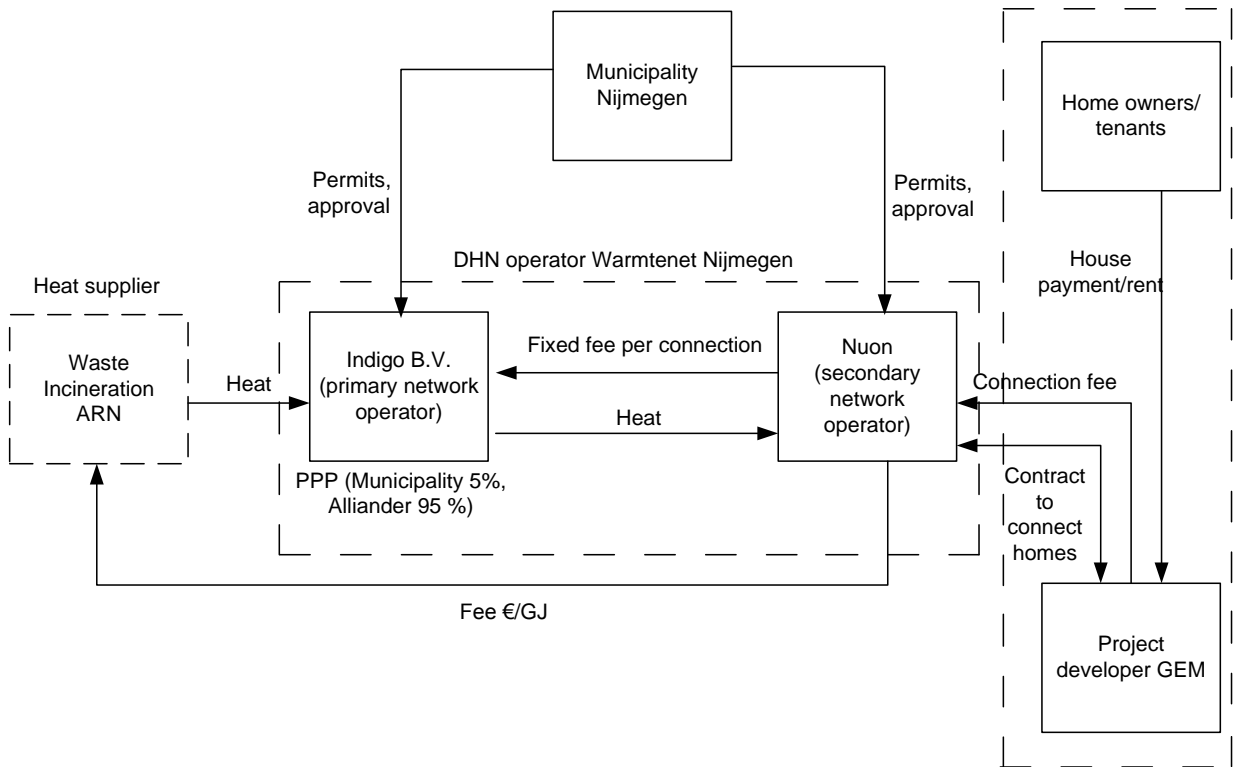 Municipality
Nijmegen
Home owners/
tenants
Permits,
approval
Permits,
approval
DHN operator Warmtenet Nijmegen
House
payment/rent
Heat supplier
Waste
Incineration
ARN
Heat
Indigo B.V.
(primary network
operator)
Fixed fee per connection
Heat
Nuon
(secondary
network
operator)
Connection fee
PPP (Municipality 5%,
Alliander 95 %)
Contract
to
connect
homes
Fee €/GJ
Project
developer GEM